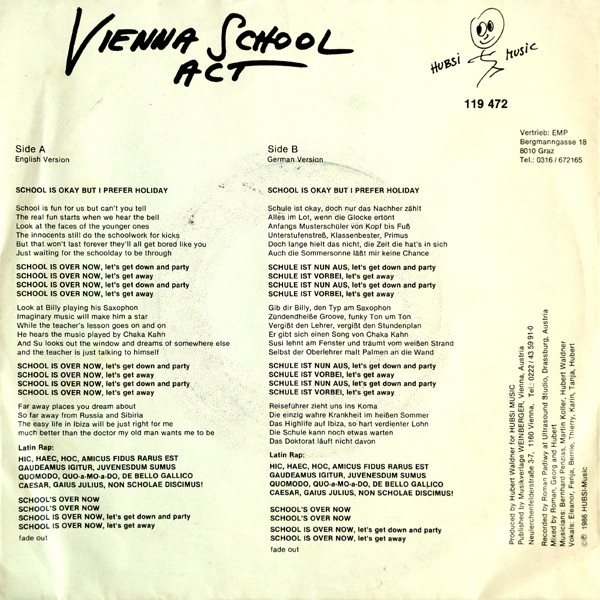 VIENNA SCHOOL
ACT
HUBSI MUSIC
119 472
Vertrieb: EMP
Bergmanngasse 18
8010 Graz
Tel.: 0316 / 672165
Side A
English Version
SCHOOL IS OKAY BUT I PREFER HOLIDAY
School is fun for us but can't you tell
The real fun starts when we hear the bell
Look at the faces of the younger ones
The innocents still do the schoolwork for kicks
But that won't last forever they'll all get bored like you
Just waiting for the schoolday to be through
SCHOOL IS OVER NOW, let's get down and party
SCHOOL IS OVER NOW, let's get away
SCHOOL IS OVER NOW, let's get down and party
SCHOOL IS OVER NOW, let's get away
Look at Billy playing his Saxophon
Imaginary music will make him a star
While the teacher's lesson goes on and on
He hears the music played by Chaka Kahn
And Su looks out the window and dreams of somewhere else
and the teacher is just talking to himself
SCHOOL IS OVER NOW, let's get down and party
SCHOOL IS OVER NOW, let's get away
SCHOOL IS OVER NOW, let's get down and party
SCHOOL IS OVER NOW, let's get away
Far away places you dream about
So far away from Russia and Sibiria
The easy life in Ibiza will be just right for me
much better than the doctor my old man wants me to be
Latin Rap:
HIC, HAEC, HOC, AMICUS FIDUS RARUS EST
GAUDEAMUS IGITUR, JUVENESDUM SUMUS
QUOMODO, QUO-a-MO-a-DO, DE BELLO GALLICO
CAESAR, GAIUS JULIUS, NON SCHOLAE DISCIMUS!
SCHOOL'S OVER NOW
SCHOOL'S OVER NOW
SCHOOL IS OVER NOW, let's get down and party
SCHOOL IS OVER NOW, let's get away
fade out
Side B
German Version
SCHOOL IS OKAY BUT I PREFER HOLIDAY
Schule ist okay, doch nur das Nachher zählt
Alles im Lot, wenn die Glocke ertönt
Anfangs Musterschüler von Kopf bis Fuß
Unterstufenstreß, Klassenbester, Primus
Doch lange hielt das nicht, die Zeit die hat's in sich
Auch die Sommersonne läßt mir keine Chance
SCHULE IST NUN AUS, let's get down and party
SCHULE IST VORBEI, let's get away
SCHULE IST NUN AUS, let's get down and party
SCHULE IST VORBEI, let's get away
Gib dir Billy, den Typ am Saxophon
Zündendheiße Groove, funky Ton um Ton
Vergißt den Lehrer, vergißt den Stundenplan
Er gibt sich einen Song von Chaka Kahn
Susi lehnt am Fenster und träumt vom weißen Strand
Selbst der Oberlehrer malt Palmen an die Wand
SCHULE IST NUN AUS, let's get down and party
SCHULE IST VORBEI, let's get away
SCHULE IST NUN AUS, let's get down and party
SCHULE IST VORBEI, let's get away
Reiseführer zieht uns ins Koma
Die einzig wahre Krankheit im heißen Sommer
Das Highlife auf Ibiza, so hart verdienter Lohn
Die Schule kann noch etwas warten
Das Doktorat läuft nicht davon
Latin Rap:
HIC, HAEC, HOC, AMICUS FIDUS RARUS EST
GAUDEAMUS IGITUR, JUVENESDUM SUMUS
QUOMODO, QUO-a-MO-a-DO, DE BELLO GALLICO
CAESAR, GAIUS JULIUS, NON SCHOLAE DISCIMUS!
SCHOOL'S OVER NOW
SCHOOL'S OVER NOW
SCHOOL IS OVER NOW, let's get down and party
SCHOOL IS OVER NOW, let's get away
fade out
Produced by Hubert Waldner for HUBSI MUSIC
Published by Musikverlage WEINBERGER, Vienna, Austria
Neulerchenfelderstraße 3-7, 1160 Vienna, Tel.: 0222 / 43 59 91-0
Recorded by Roman Padiwy at Ultrasound Studio, Drassburg, Austria
Mixed by Roman, Georg and Hubert
Musicians: Bernhard Penzias, Martin Koller, Hubert Waldner
Vokals: Eleanor, Fenja, Bernie, Thierry, Karin, Tanja, Hubert
© ℗ 1986 HUBSI-Music